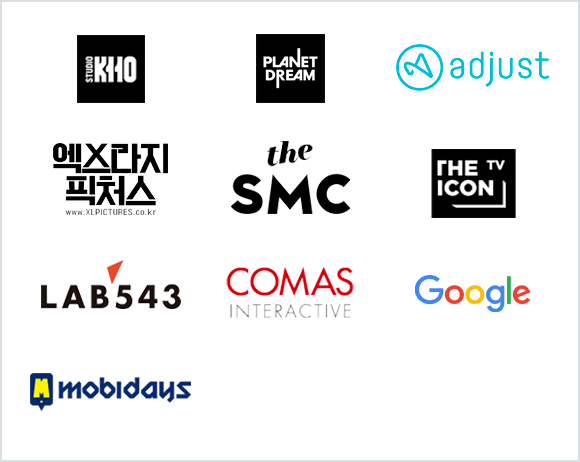 STUDIO
KHO
PLANET
DREAM
adjust
엑스라지
픽처스
www.XLPICTURES.co.kr
the
SMC
THE TV
ICON
LAB543
COMAS
INTERACTIVE
Google
M mobidays